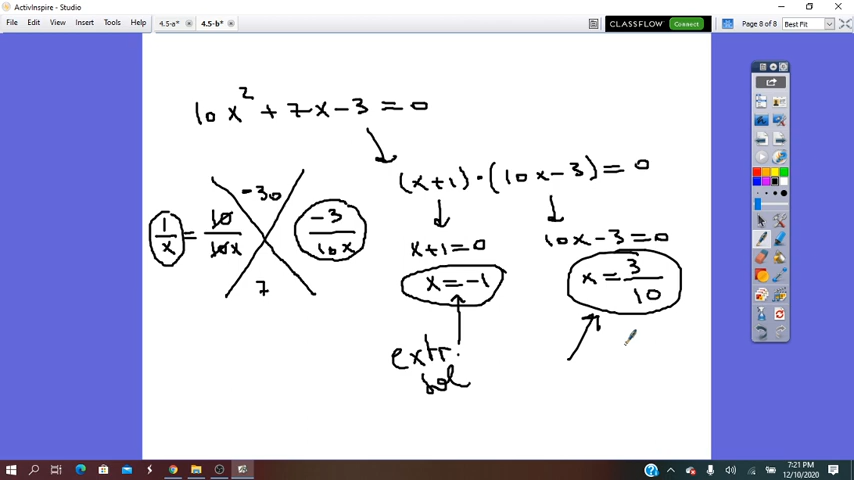 ActivInspire - Studio
File Edit View Insert Tools Help
4.5-a* 4.5-b*
CLASSFLOW Connect
Page 8 of 8 Best Fit
10x² + 7x - 3 = 0
(x+1) · (10x-3) = 0
-30
1/x = 10/10x
-3/10x
7
x+1=0
10x-3=0
x=-1
x = 3/10
extr.
sol
7:21 PM
12/10/2020